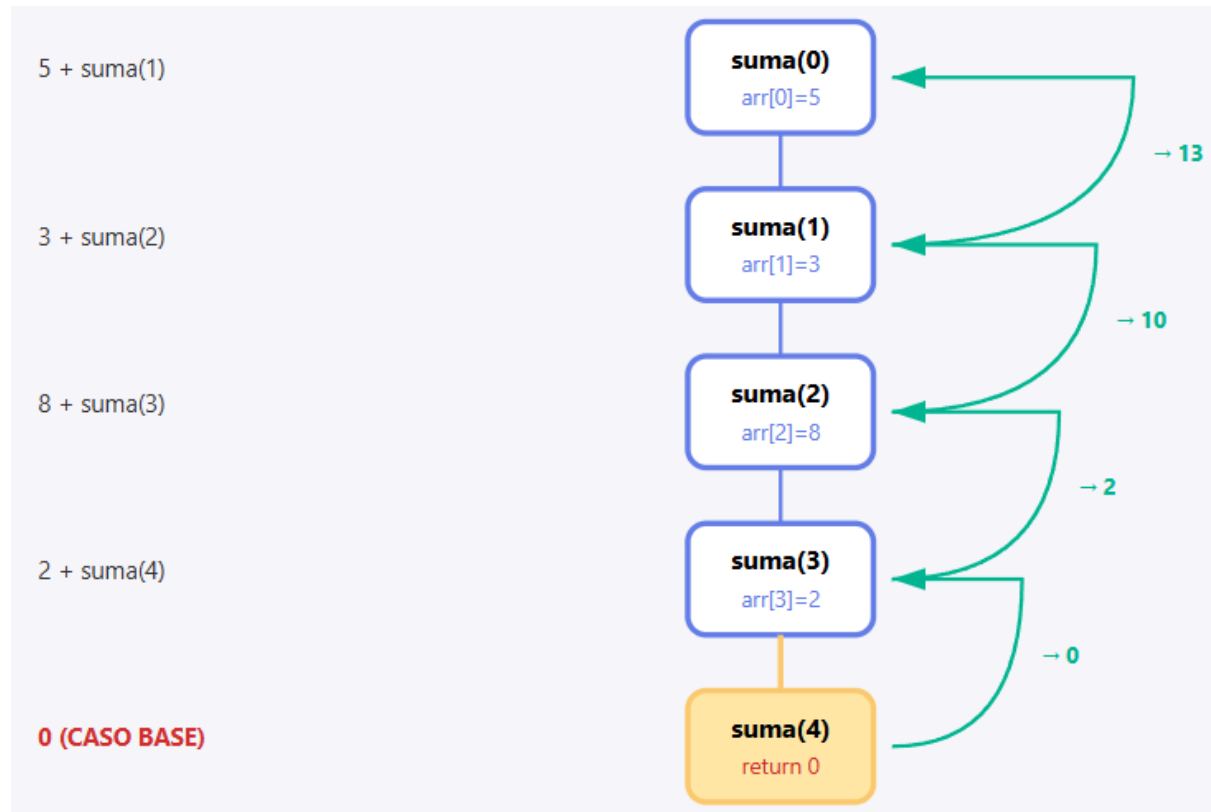 5 + suma(1)
suma(0)
arr[0]=5
→ 13
3 + suma(2)
suma(1)
arr[1]=3
→ 10
8 + suma(3)
suma(2)
arr[2]=8
→ 2
2 + suma(4)
suma(3)
arr[3]=2
→ 0
0 (CASO BASE)
suma(4)
return 0